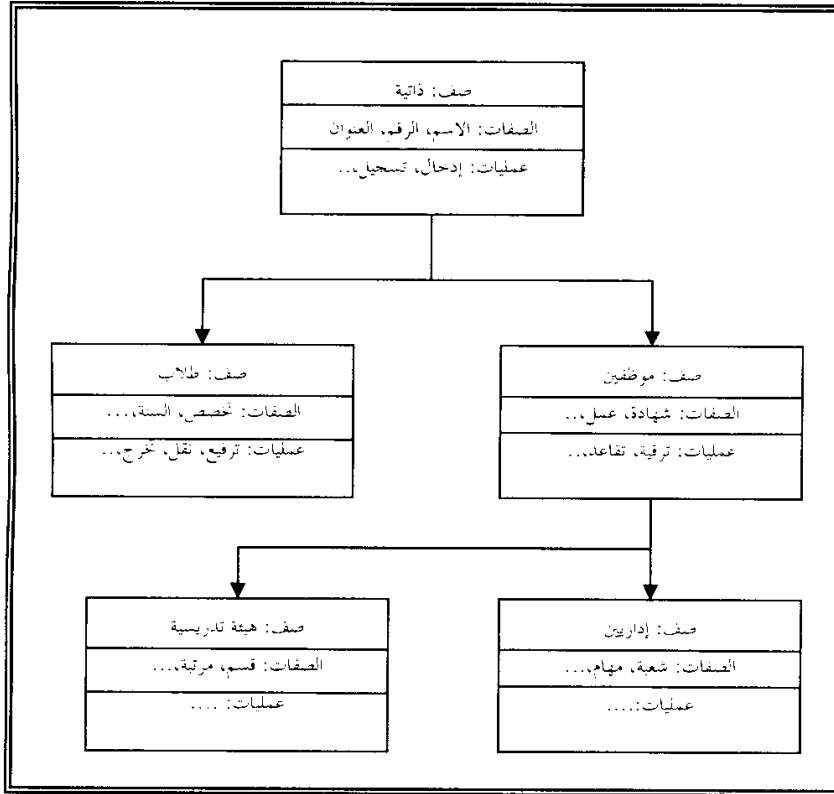 صف: ذاتية
الصفات: الاسم، الرقم، العنوان
عمليات: إدخال، تسجيل،..
صف: طلاب
الصفات: تخصص، السنة،...
عمليات: ترفيع، نقل، تخرج،..
صف: موظفين
الصفات: شهادة، عمل،..
عمليات: ترقية، تقاعد،..
صف: هيئة تدريسية
الصفات: قسم، مرتبة،...
عمليات: ....
صف: إداريين
الصفات: شعبة، مهام،...
عمليات:....